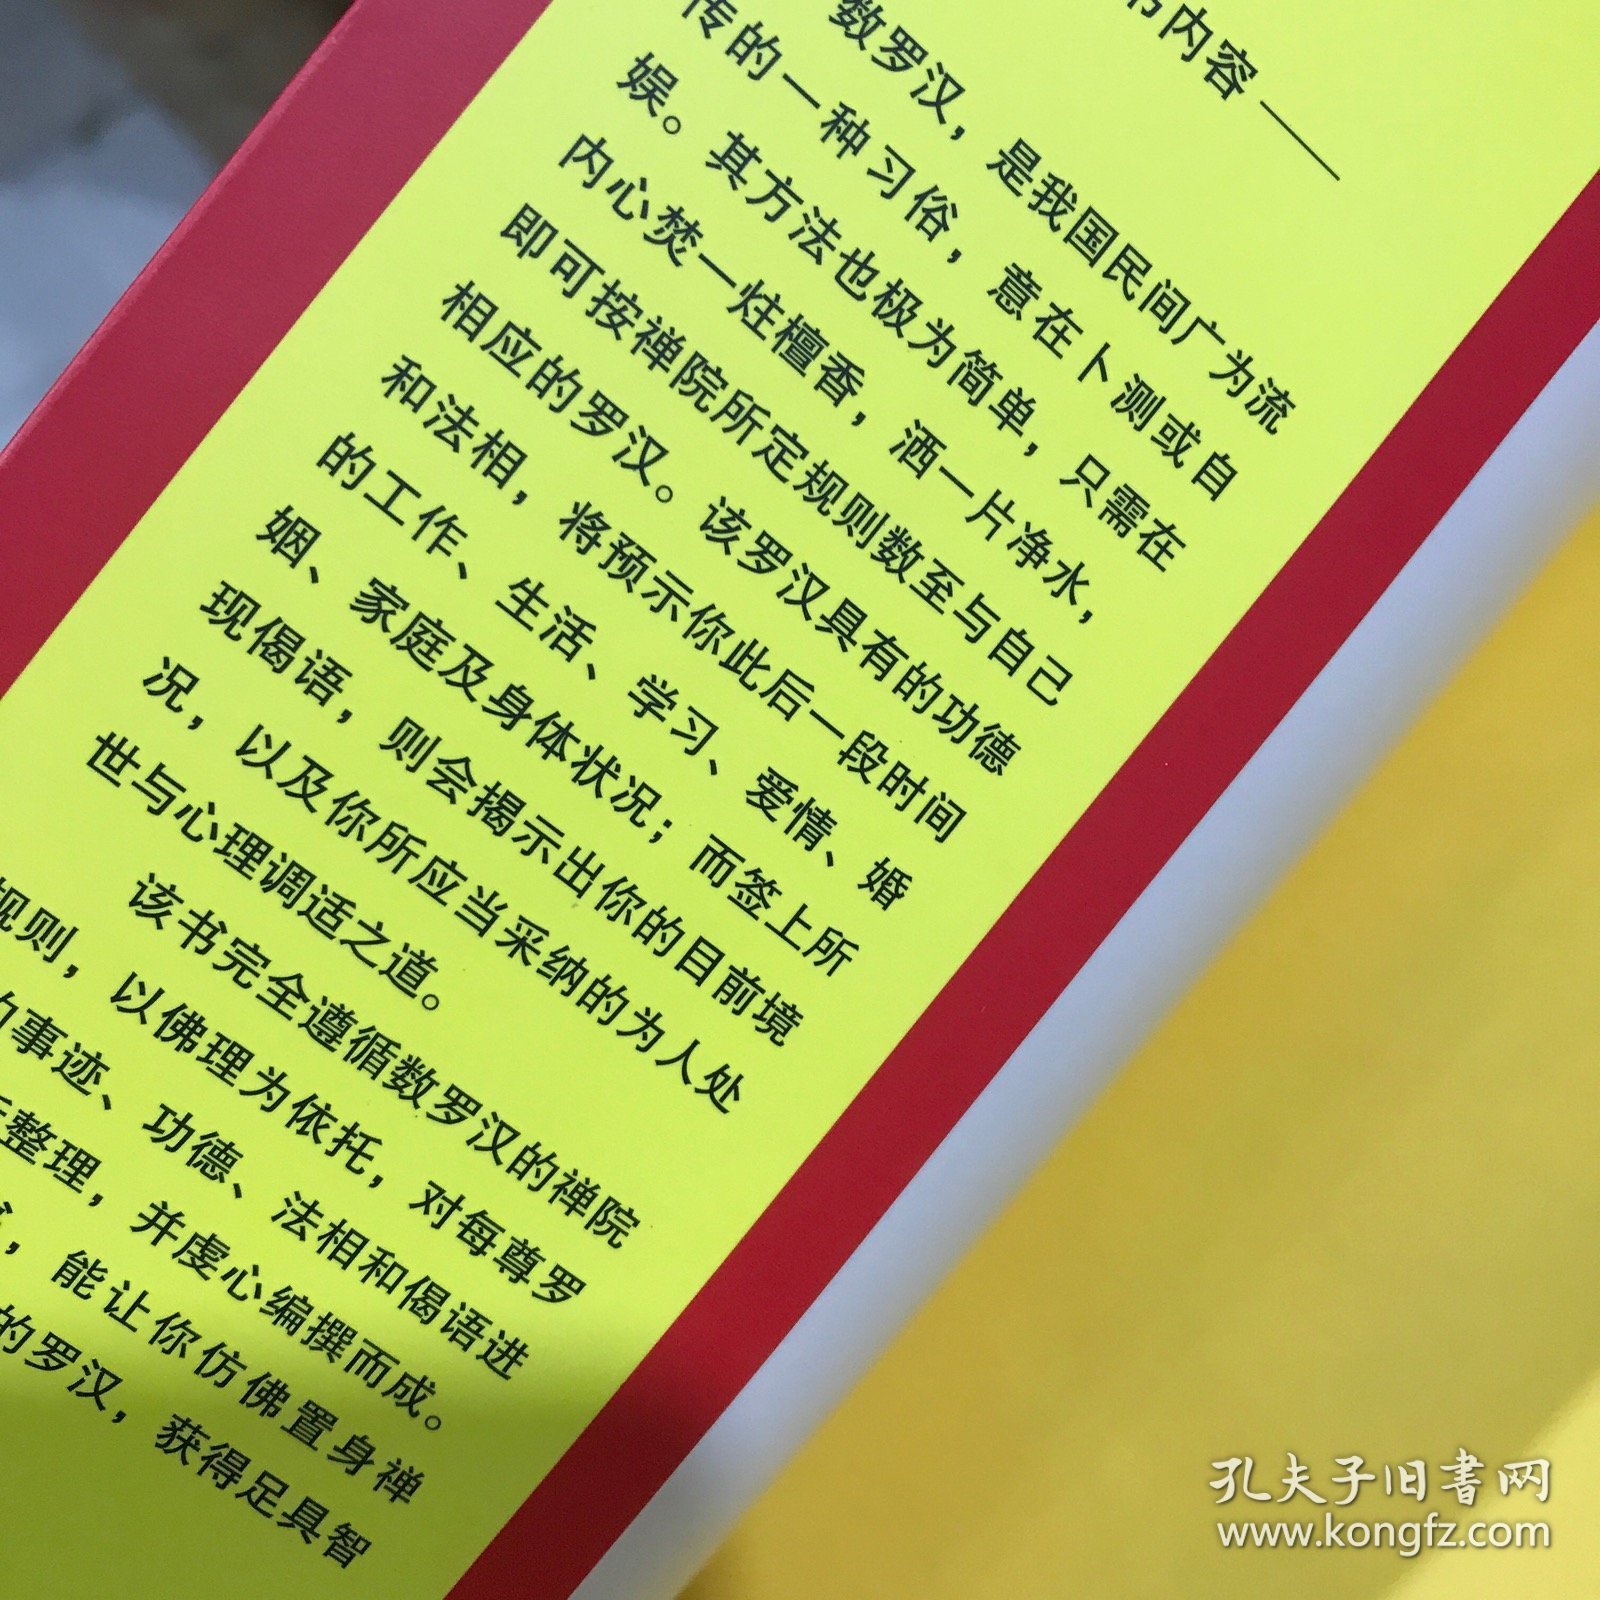 内容——
数罗汉，是我国民间广为流
传的一种习俗，意在卜测或自
娱。其方法也极为简单，只需在
内心焚一炷檀香，洒一片净水，
即可按禅院所定规则数至与自己
相应的罗汉。该罗汉具有的功德
和法相，将预示你此后一段时间
的工作、生活、学习、爱情、婚
姻、家庭及身体状况；而签上所
现偈语，则会揭示出你的目前境
况，以及你所应当采纳的为人处
世与心理调适之道。
该书完全遵循数罗汉的禅院
规则，以佛理为依托，对每尊罗
事迹、功德、法相和偈语进
整理，并虔心编撰而成。
，能让你仿佛置身禅
的罗汉，获得足具智
孔夫子旧书网
www.kongfz.com